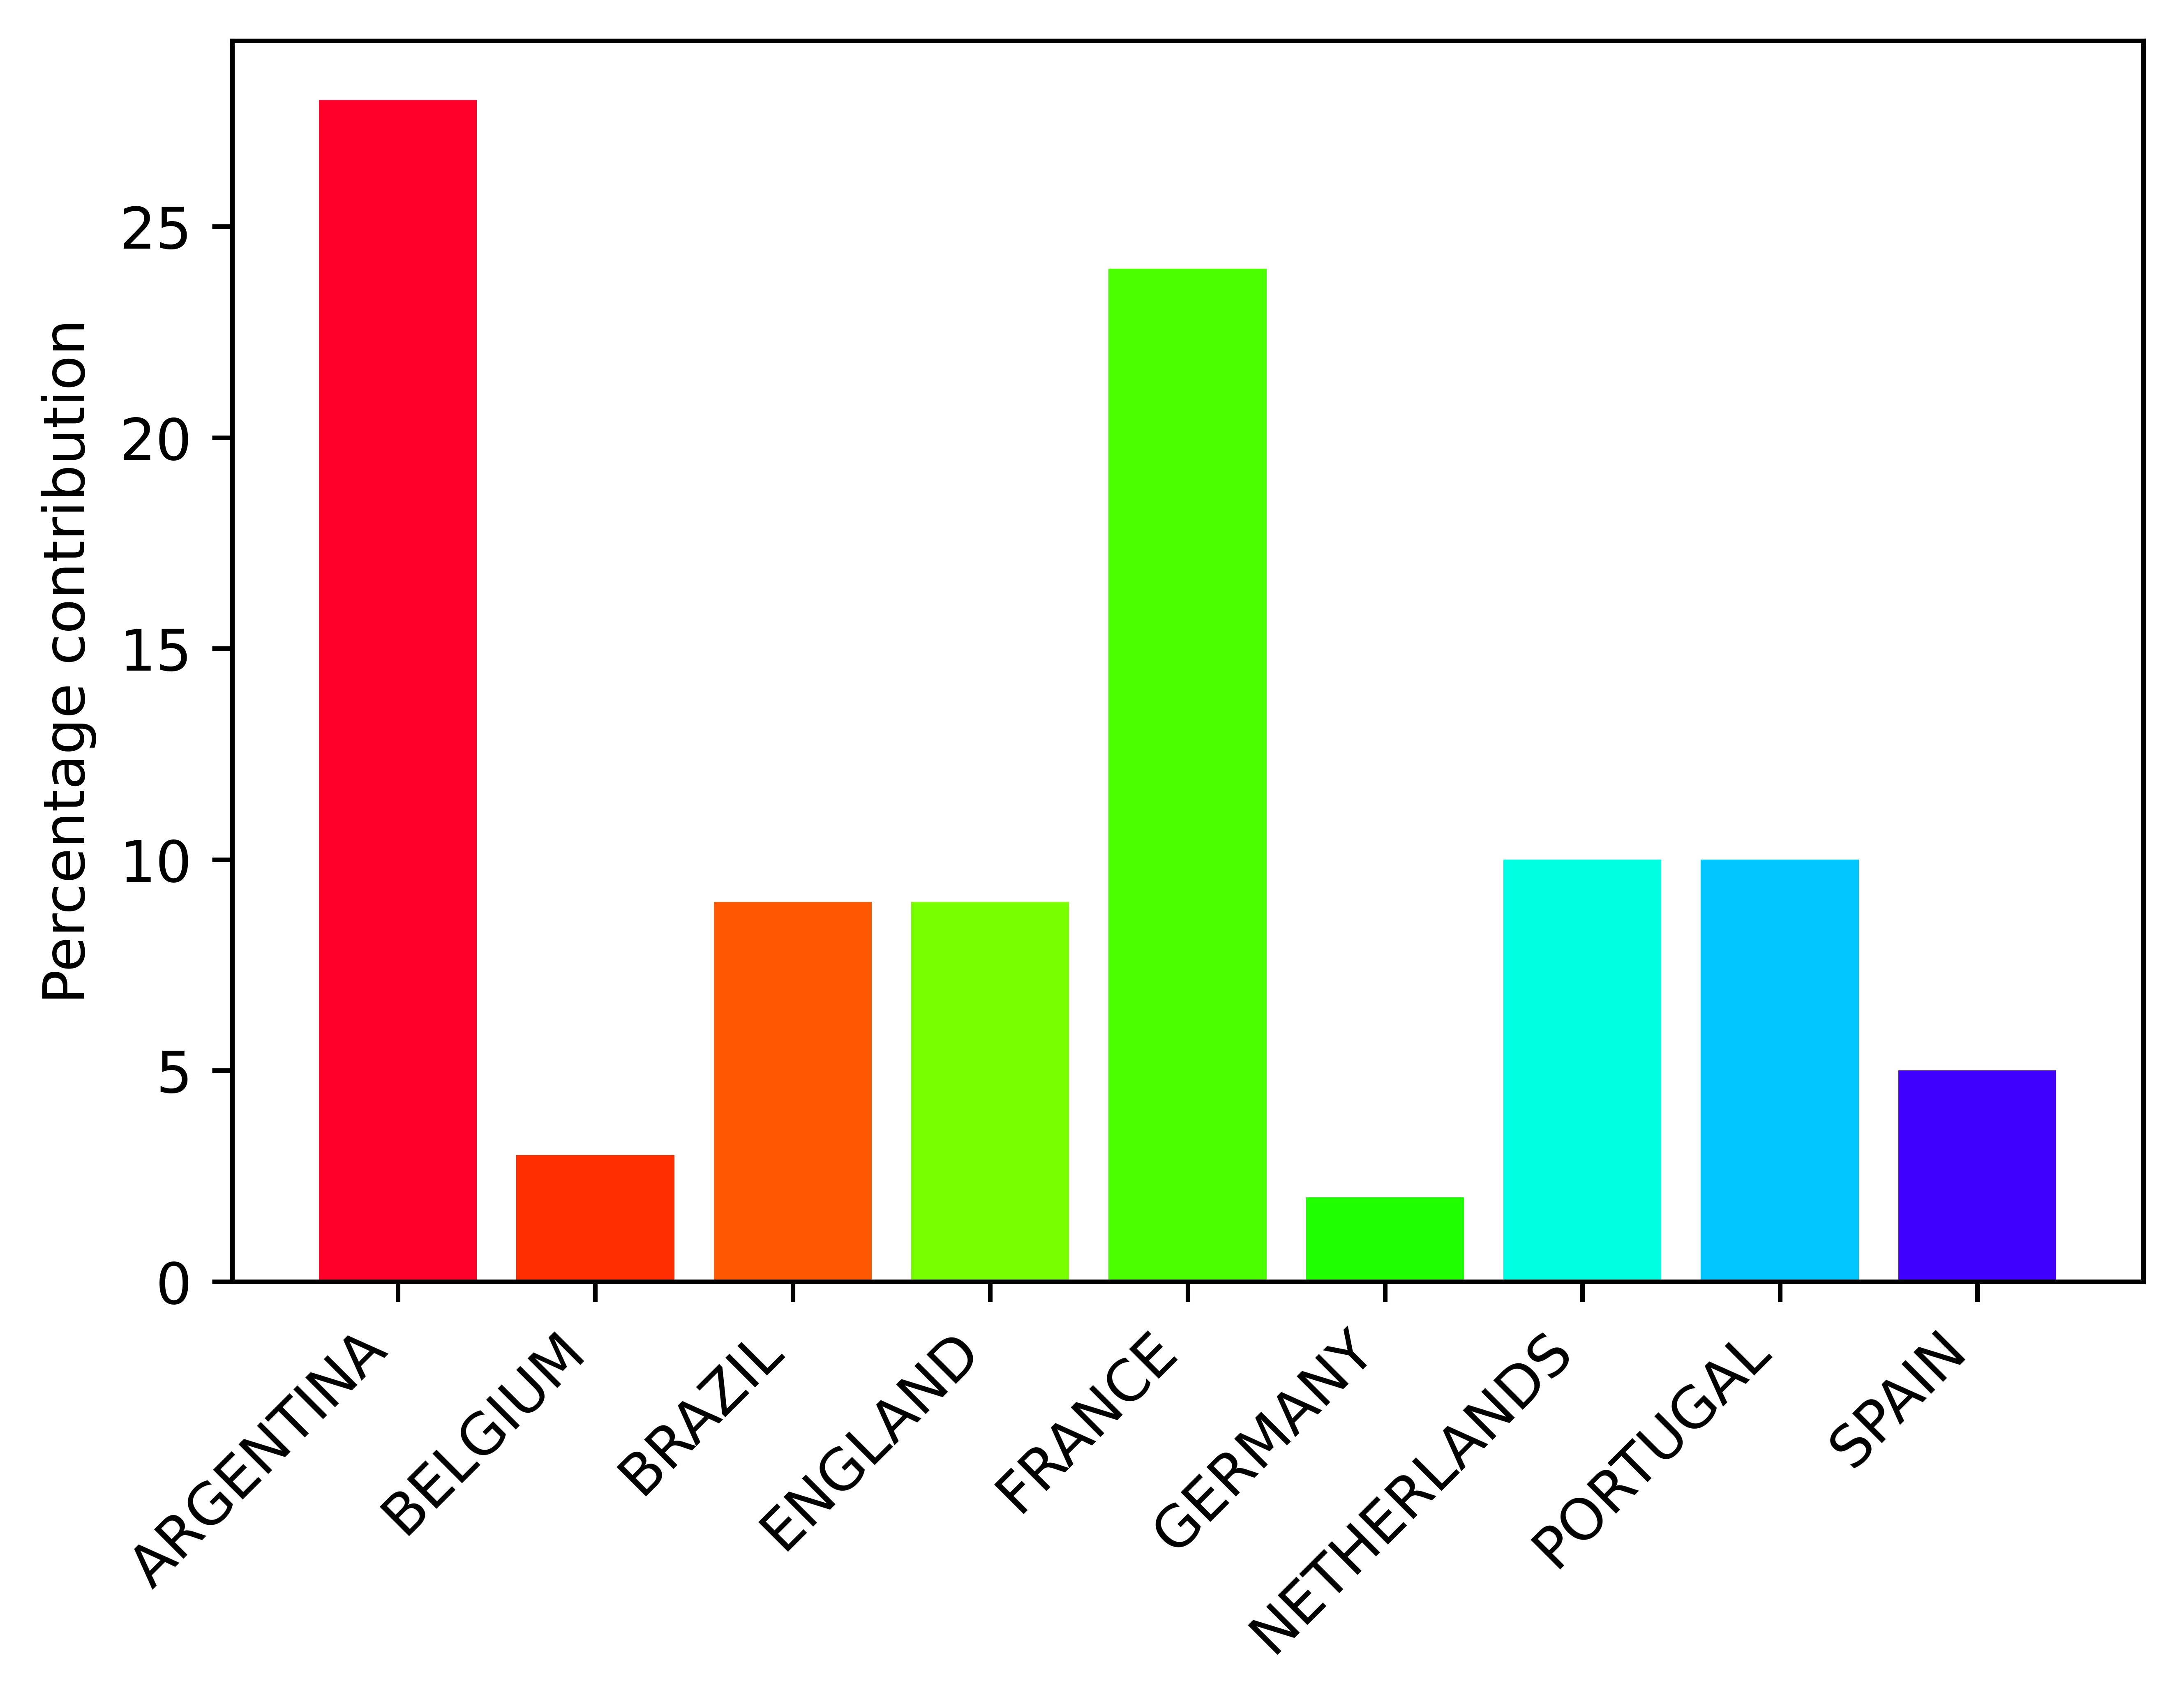 Percentage contribution
25
20
15
10
5
0
ARGENTINA
BELGIUM
BRAZIL
ENGLAND
FRANCE
GERMANY
NETHERLANDS
PORTUGAL
SPAIN